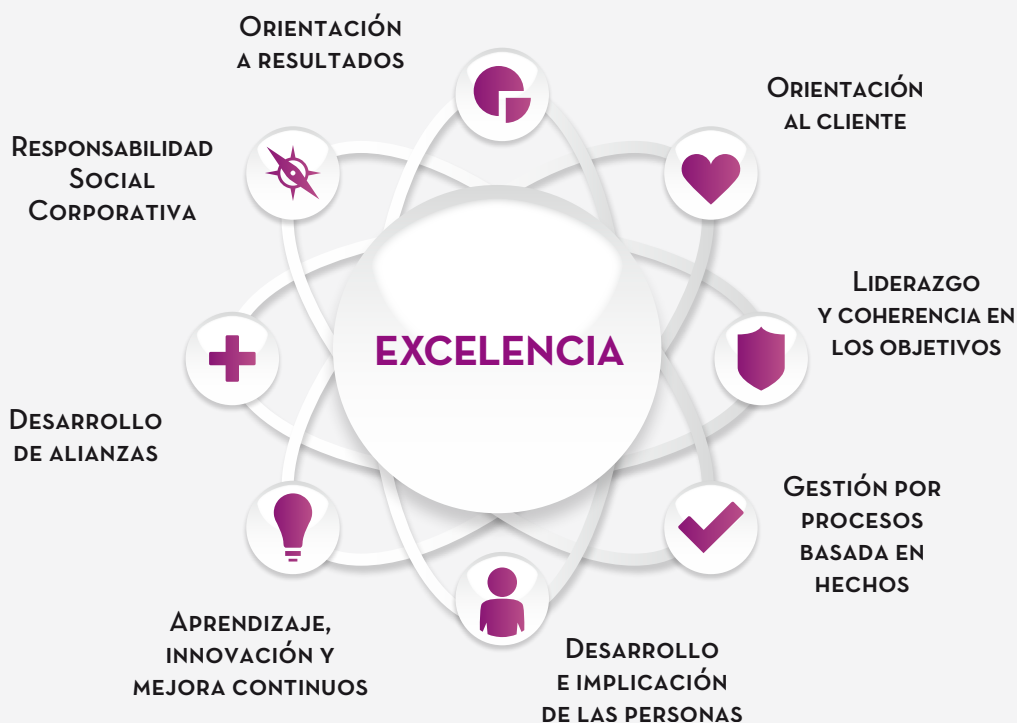 Orientación
a resultados
Orientación
al cliente
Responsabilidad
Social
Corporativa
Liderazgo
y coherencia en
los objetivos
EXCELENCIA
Desarrollo
de alianzas
Gestión por
procesos
basada en
hechos
Aprendizaje,
innovación y
mejora continuos
Desarrollo
e implicación
de las personas